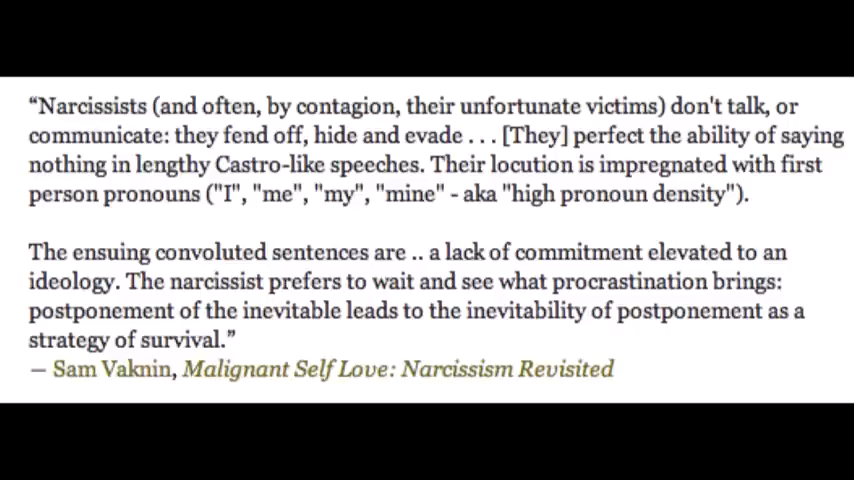 “Narcissists (and often, by contagion, their unfortunate victims) don't talk, or
communicate: they fend off, hide and evade . . . [They] perfect the ability of saying
nothing in lengthy Castro-like speeches. Their locution is impregnated with first
person pronouns ("I", "me", "my", "mine" - aka "high pronoun density").
The ensuing convoluted sentences are .. a lack of commitment elevated to an
ideology. The narcissist prefers to wait and see what procrastination brings:
postponement of the inevitable leads to the inevitability of postponement as a
strategy of survival.”
— Sam Vaknin, Malignant Self Love: Narcissism Revisited